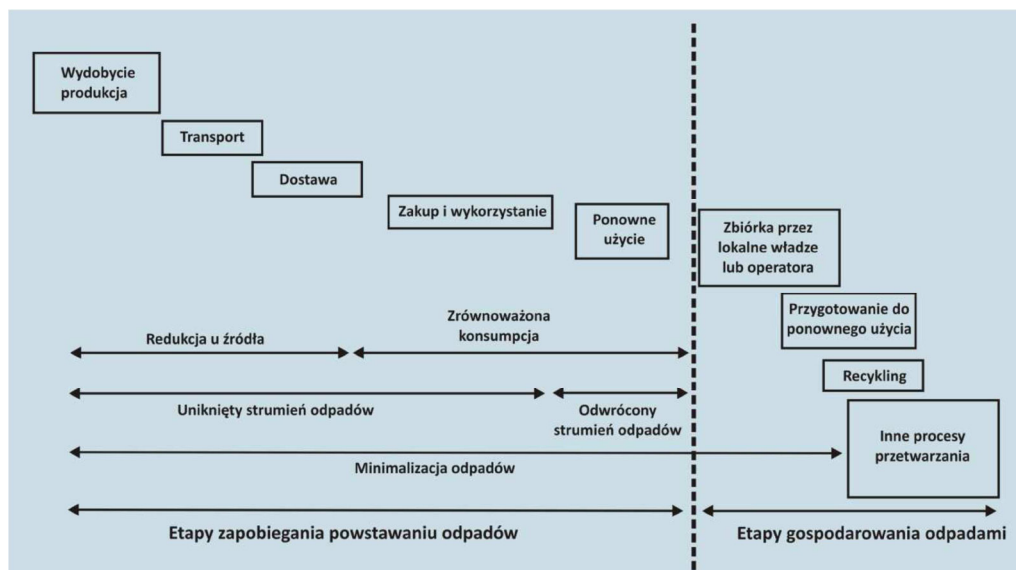 Wydobycie
produkcja
Transport
Dostawa
Zakup i wykorzystanie
Ponowne
użycie
Zbiórka przez
lokalne władze
lub operatora
Przygotowanie do
ponownego użycia
Recykling
Inne procesy
przetwarzania
Redukcja u źródła
Zrównoważona
konsumpcja
Uniknięty strumień odpadów
Odwrócony
strumień odpadów
Minimalizacja odpadów
Etapy zapobiegania powstawaniu odpadów
Etapy gospodarowania odpadami